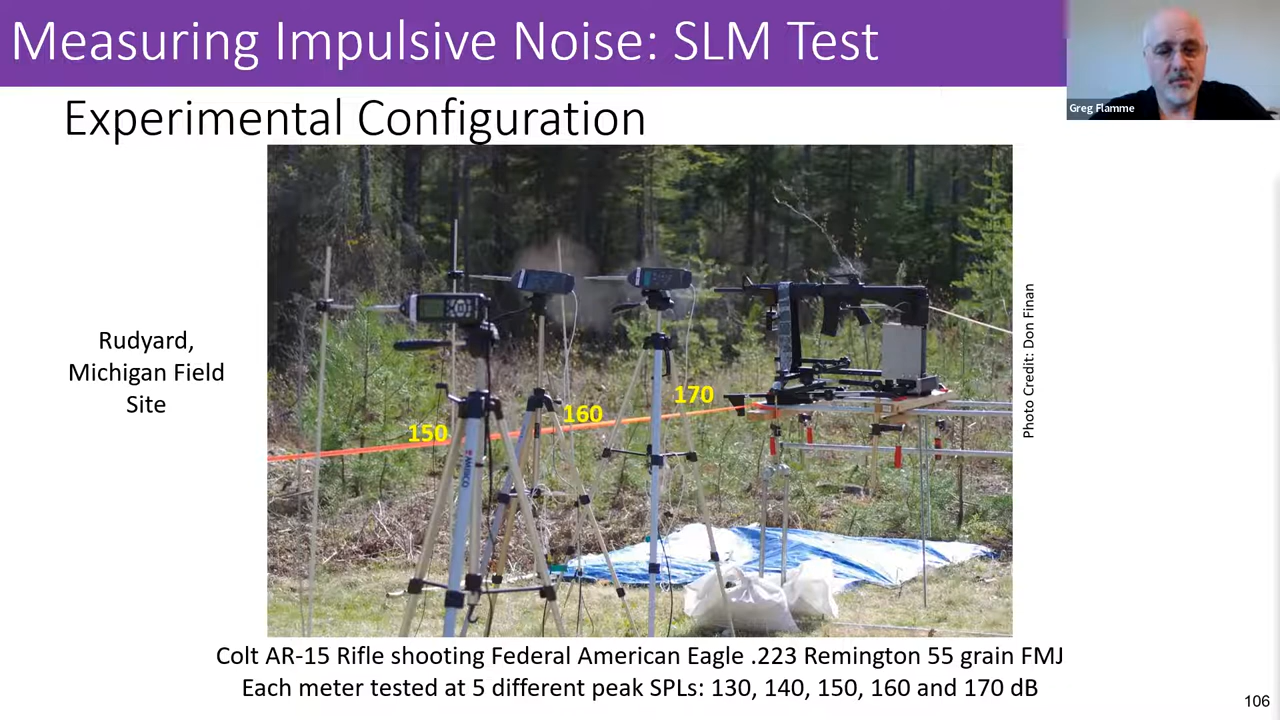 Measuring Impulsive Noise: SLM Test
Greg Flamme
Experimental Configuration
Rudyard,
Michigan Field
Site
150
160
170
AMBICO
Photo Credit: Don Finan
Colt AR-15 Rifle shooting Federal American Eagle .223 Remington 55 grain FMJ
Each meter tested at 5 different peak SPLs: 130, 140, 150, 160 and 170 dB
106